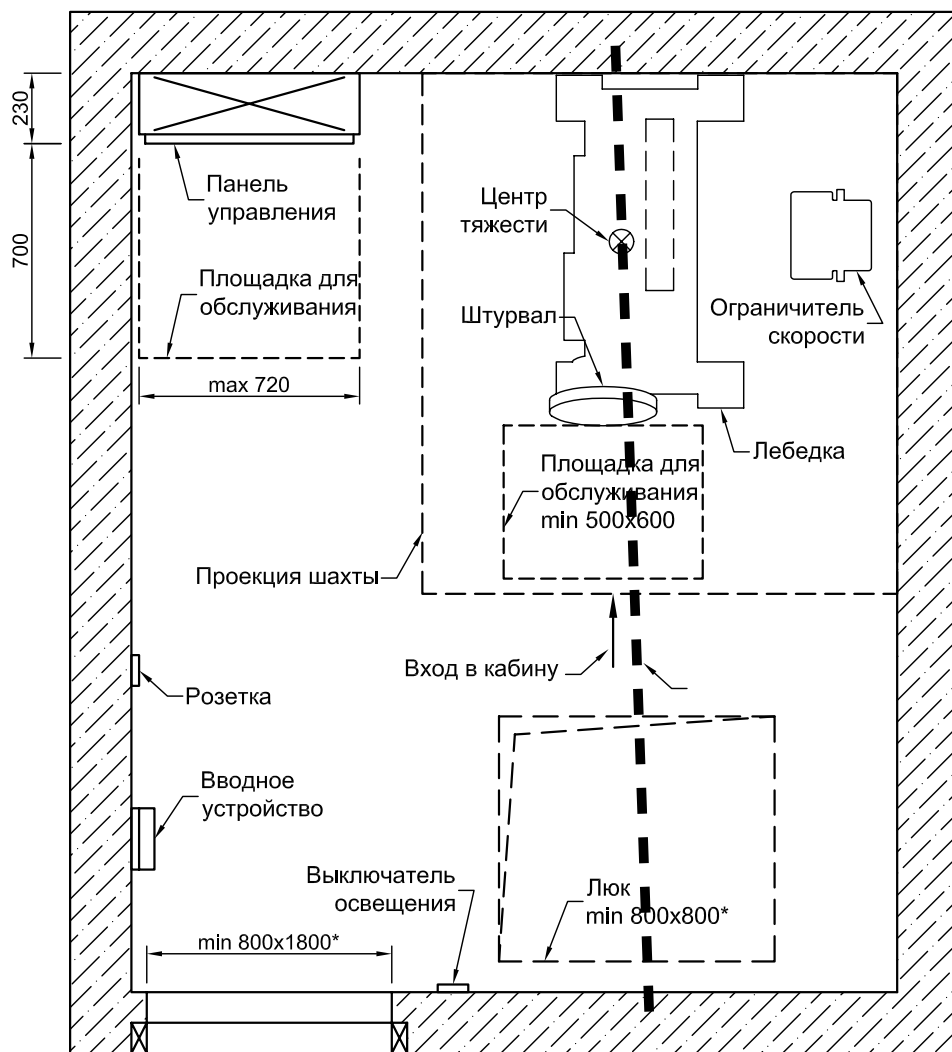 230
700
Панель
управления
Площадка для
обслуживания
max 720
Центр
тяжести
Штурвал
Ограничитель
скорости
Лебедка
Площадка для
обслуживания
min 500x600
Проекция шахты
Вход в кабину
Розетка
Вводное
устройство
Выключатель
освещения
min 800x1800*
Люк
min 800x800*